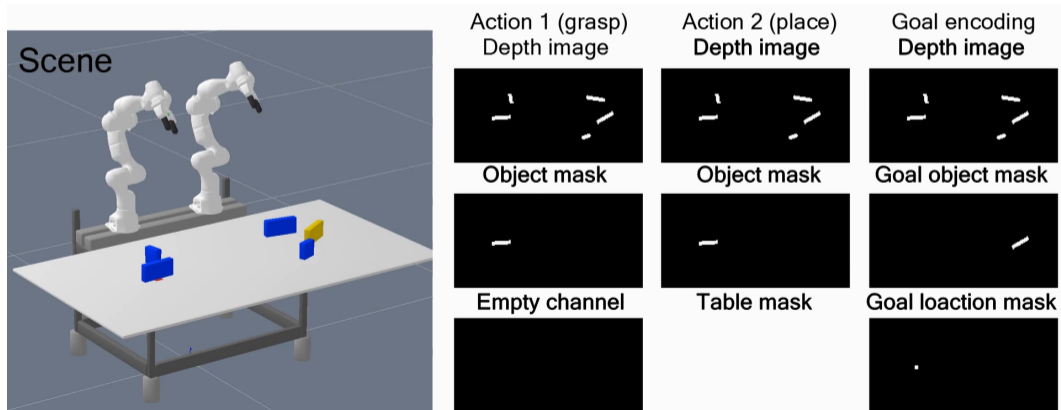 Scene
Action 1 (grasp)
Depth image
Action 2 (place)
Depth image
Goal encoding
Depth image
Object mask
Object mask
Goal object mask
Empty channel
Table mask
Goal loaction mask